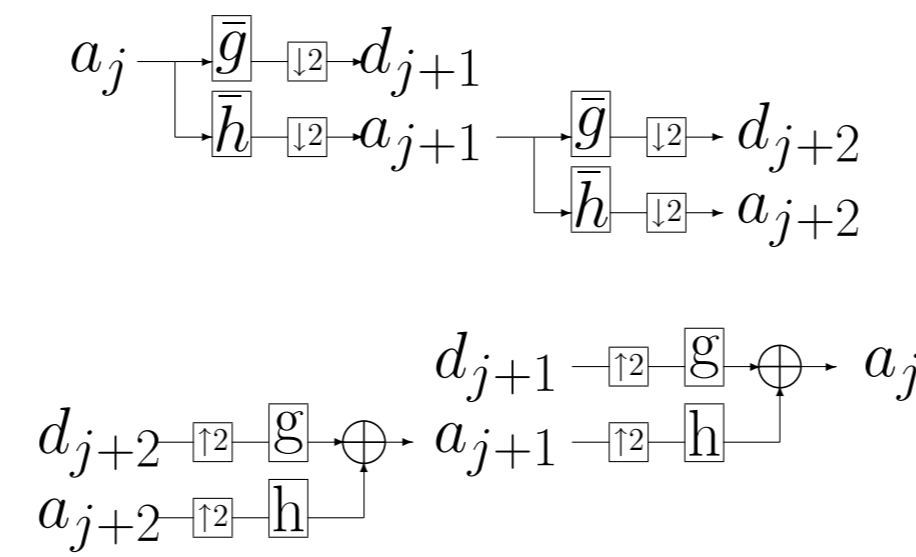 a_j g̅ ↓2 d_{j+1}
h̅ ↓2 a_{j+1} g̅ ↓2 d_{j+2}
h̅ ↓2 a_{j+2}
d_{j+1} ↑2 g a_j
d_{j+2} ↑2 g a_{j+1} ↑2 h
a_{j+2} ↑2 h